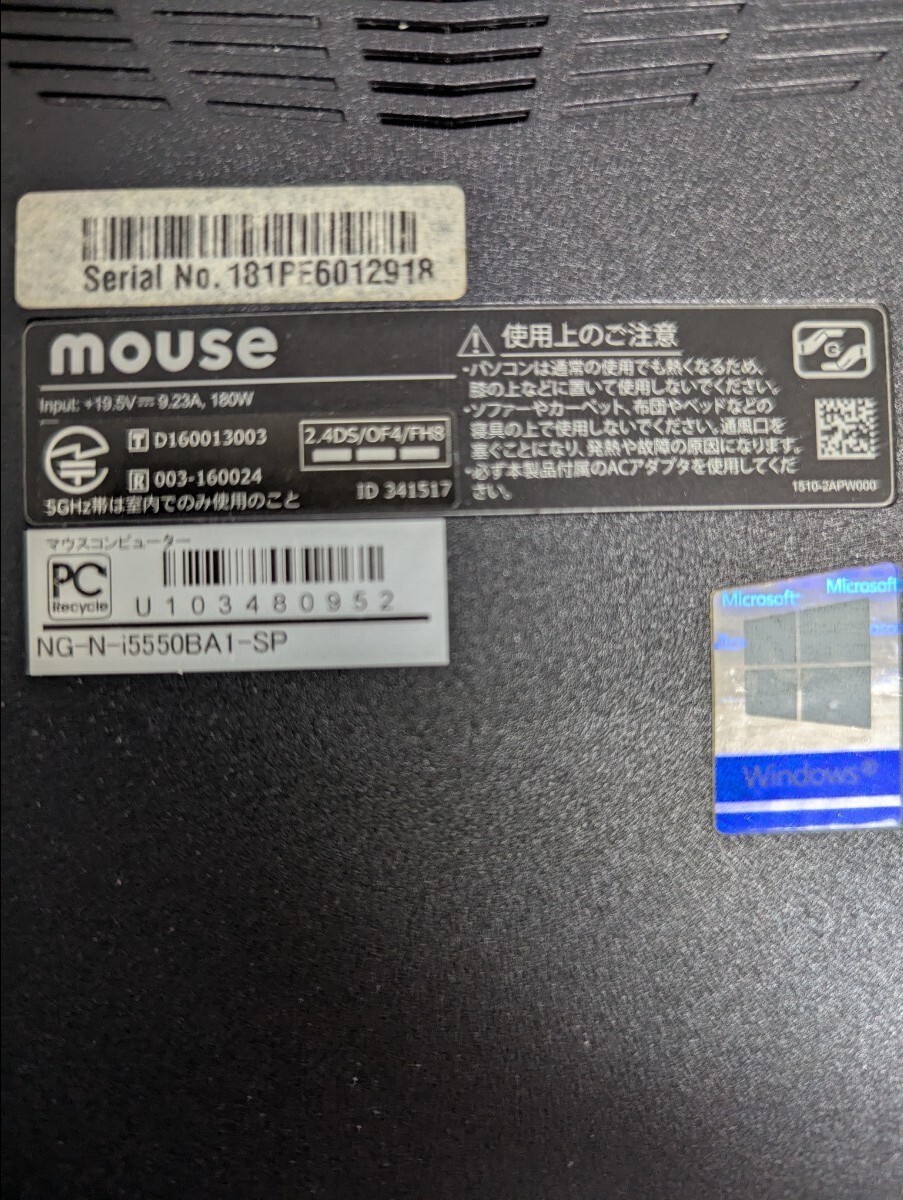 Serial No. 181PE6012918
mouse
Input: +19.5V⎓ 9.23A, 180W
T D160013003
R 003-160024
2.4DS/OF4/FH8
5GHz帯は室内でのみ使用のこと
ID 341517
使用上のご注意
・パソコンは通常の使用でも熱くなるため、
膝の上などに置いて使用しないでください。
・ソファーやカーペット、布団やベッドなどの
寝具の上で使用しないでください。通風口を
塞ぐことになり、発熱や故障の原因になります。
・必ず本製品付属のACアダプタを使用してくだ
さい。
G
1510-2APW000
マウスコンピューター
PC
Recycle
U103480952
NG-N-i5550BA1-SP
Microsoft Microsoft
Windows®